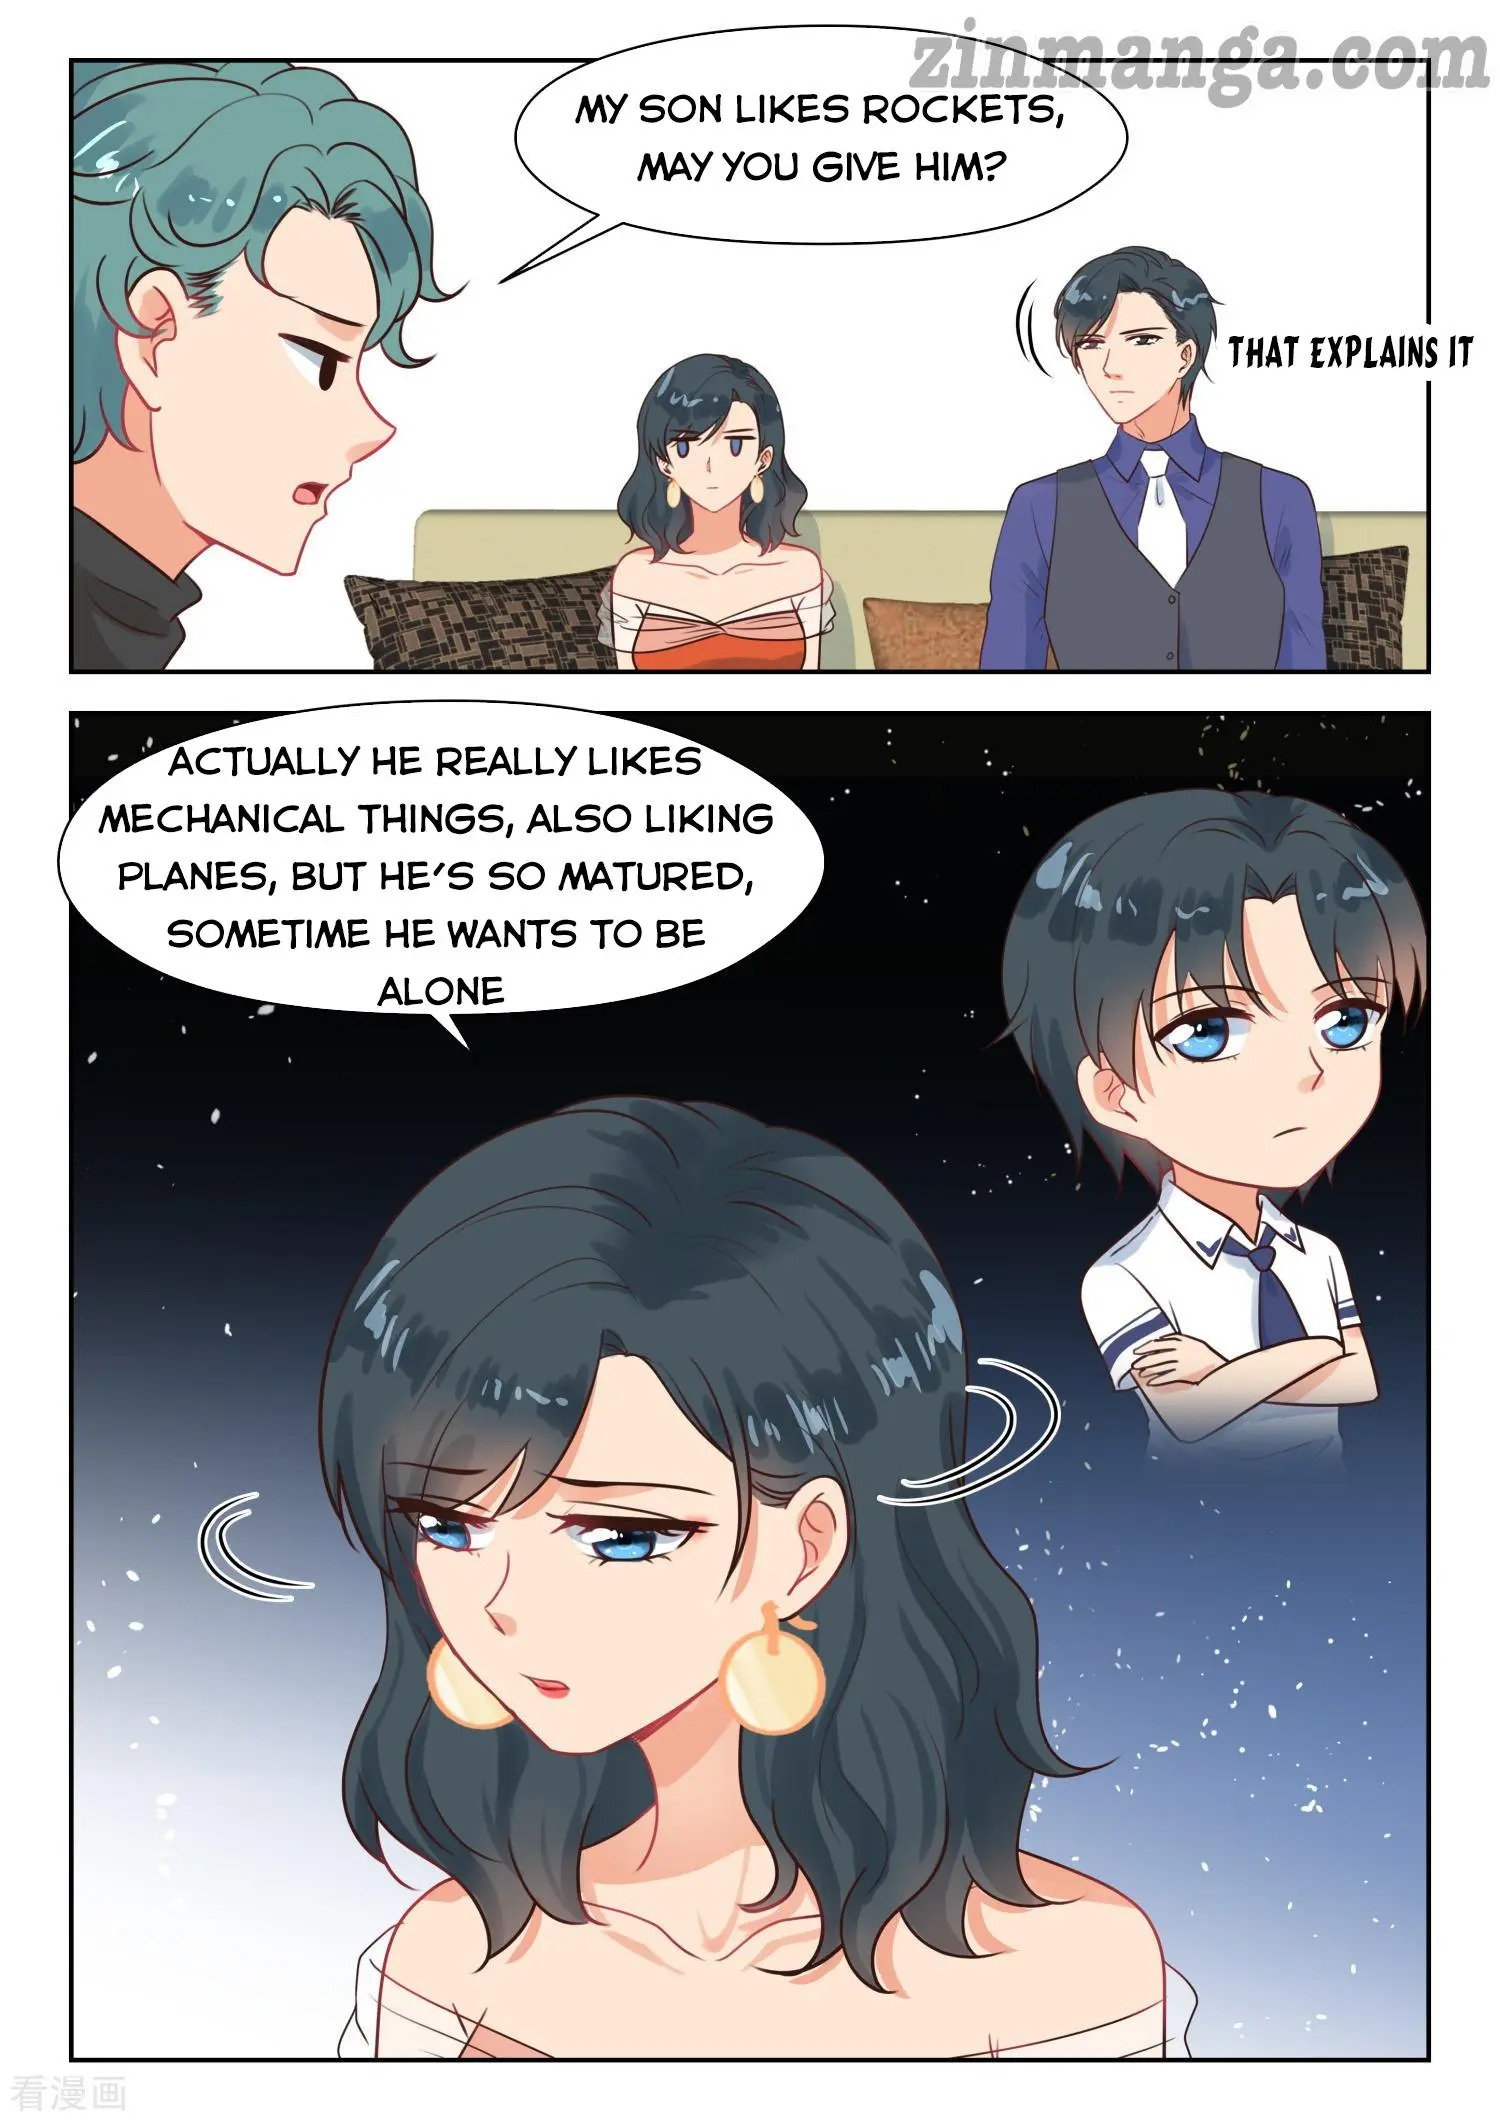 zinmanga.com
MY SON LIKES ROCKETS,
MAY YOU GIVE HIM?
THAT EXPLAINS IT
ACTUALLY HE REALLY LIKES
MECHANICAL THINGS, ALSO LIKING
PLANES, BUT HE'S SO MATURED,
SOMETIME HE WANTS TO BE
ALONE
看漫画